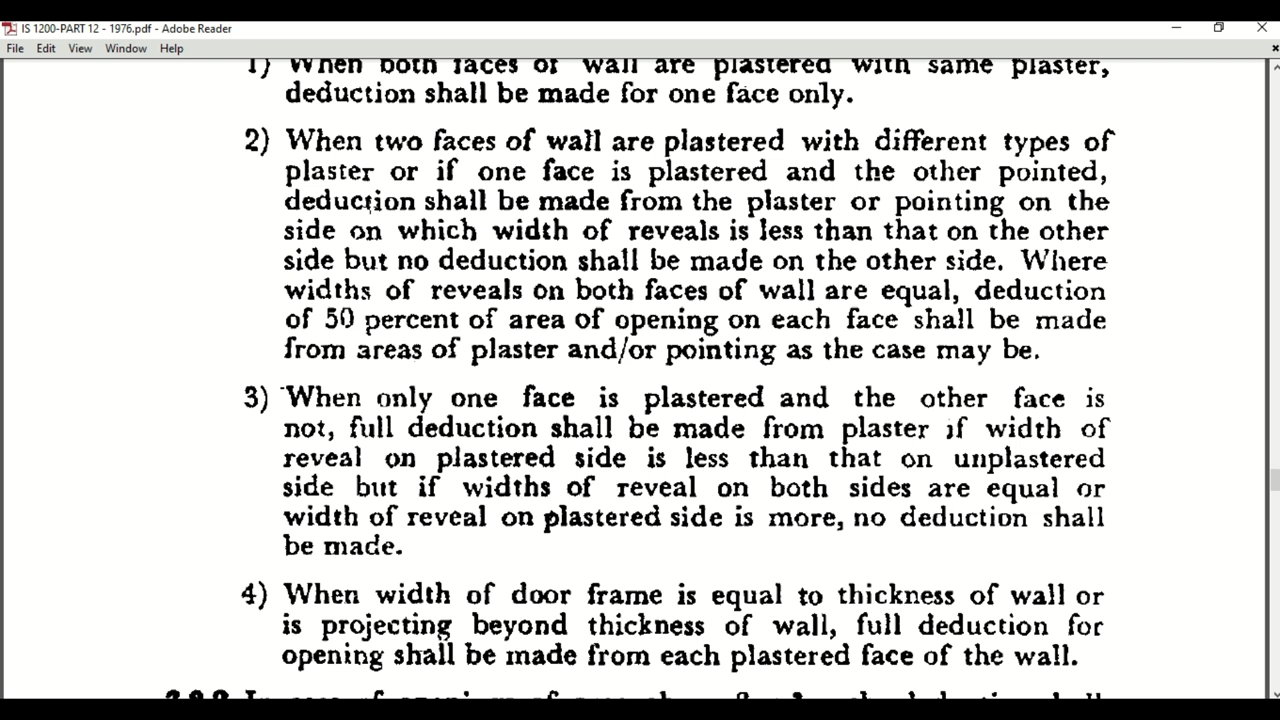 IS 1200-PART 12 - 1976.pdf - Adobe Reader
File Edit View Window Help
1) When both faces of wall are plastered with same plaster,
deduction shall be made for one face only.
2) When two faces of wall are plastered with different types of
plaster or if one face is plastered and the other pointed,
deduction shall be made from the plaster or pointing on the
side on which width of reveals is less than that on the other
side but no deduction shall be made on the other side. Where
widths of reveals on both faces of wall are equal, deduction
of 50 percent of area of opening on each face shall be made
from areas of plaster and/or pointing as the case may be.
3) When only one face is plastered and the other face is
not, full deduction shall be made from plaster if width of
reveal on plastered side is less than that on unplastered
side but if widths of reveal on both sides are equal or
width of reveal on plastered side is more, no deduction shall
be made.
4) When width of door frame is equal to thickness of wall or
is projecting beyond thickness of wall, full deduction for
opening shall be made from each plastered face of the wall.